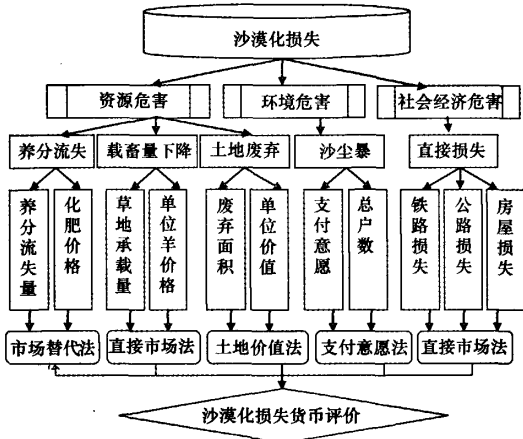 沙漠化损失
资源危害
环境危害
社会经济危害
养分流失
载畜量下降
土地废弃
沙尘暴
直接损失
养分流失量
化肥价格
草地承载量
单位羊价格
废弃面积
单位价值
支付意愿
总户数
铁路损失
公路损失
房屋损失
市场替代法
直接市场法
土地价值法
支付意愿法
直接市场法
沙漠化损失货币评价